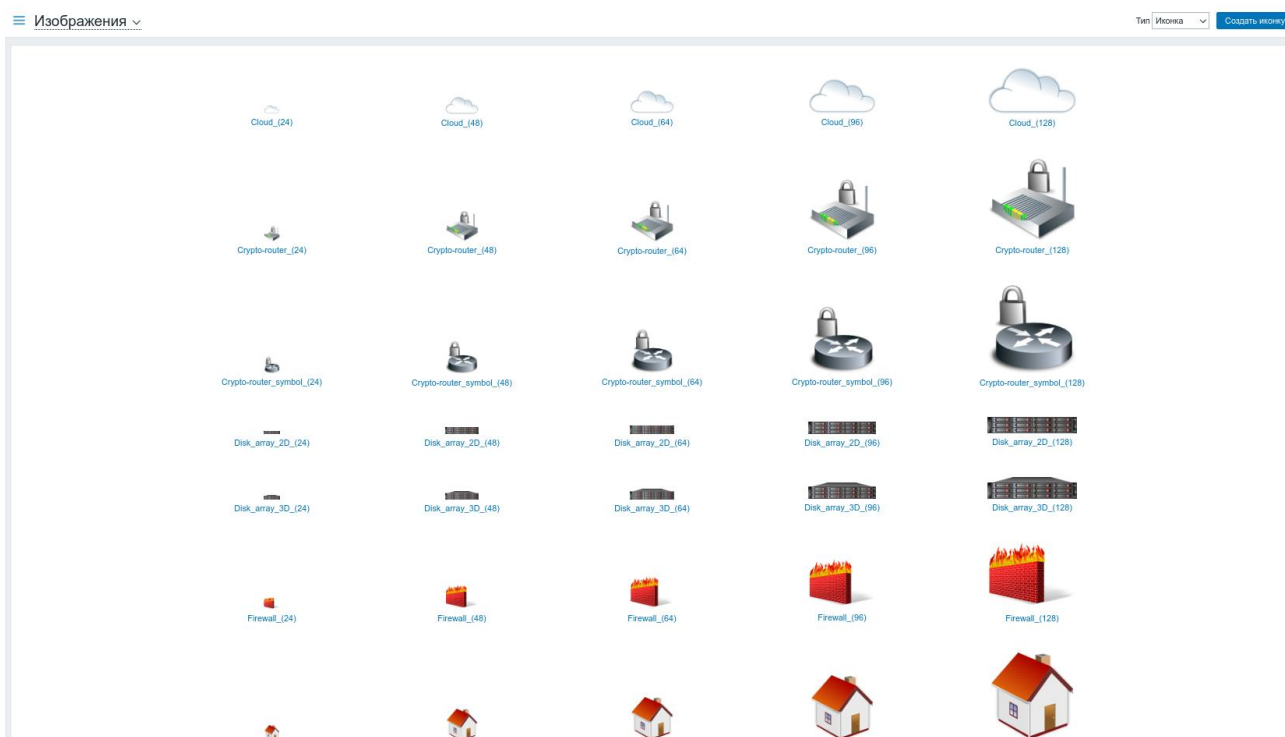 Изображения
Тип Иконка Создать иконку
Cloud_(24) Cloud_(48) Cloud_(64) Cloud_(96) Cloud_(128)
Crypto-router_(24) Crypto-router_(48) Crypto-router_(64) Crypto-router_(96) Crypto-router_(128)
Crypto-router_symbol_(24) Crypto-router_symbol_(48) Crypto-router_symbol_(64) Crypto-router_symbol_(96) Crypto-router_symbol_(128)
Disk_array_2D_(24) Disk_array_2D_(48) Disk_array_2D_(64) Disk_array_2D_(96) Disk_array_2D_(128)
Disk_array_3D_(24) Disk_array_3D_(48) Disk_array_3D_(64) Disk_array_3D_(96) Disk_array_3D_(128)
Firewall_(24) Firewall_(48) Firewall_(64) Firewall_(96) Firewall_(128)